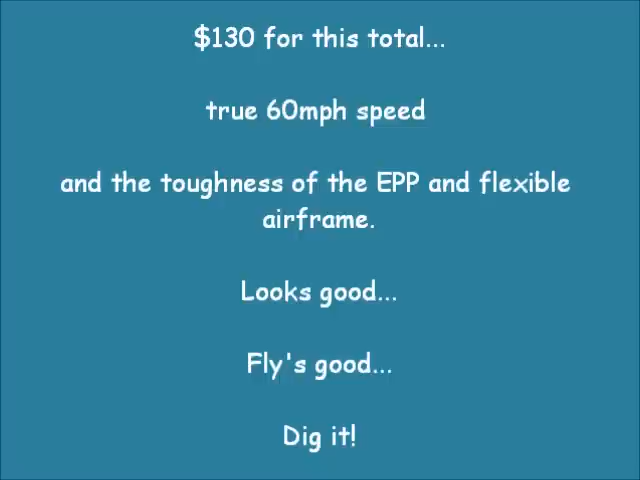 $130 for this total...
true 60mph speed
and the toughness of the EPP and flexible
airframe.
Looks good...
Fly's good...
Dig it!